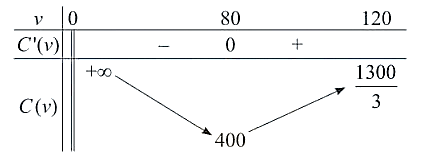 v 0 80 120
C'(v) − 0 +
+∞ 1300/3
C(v)
400